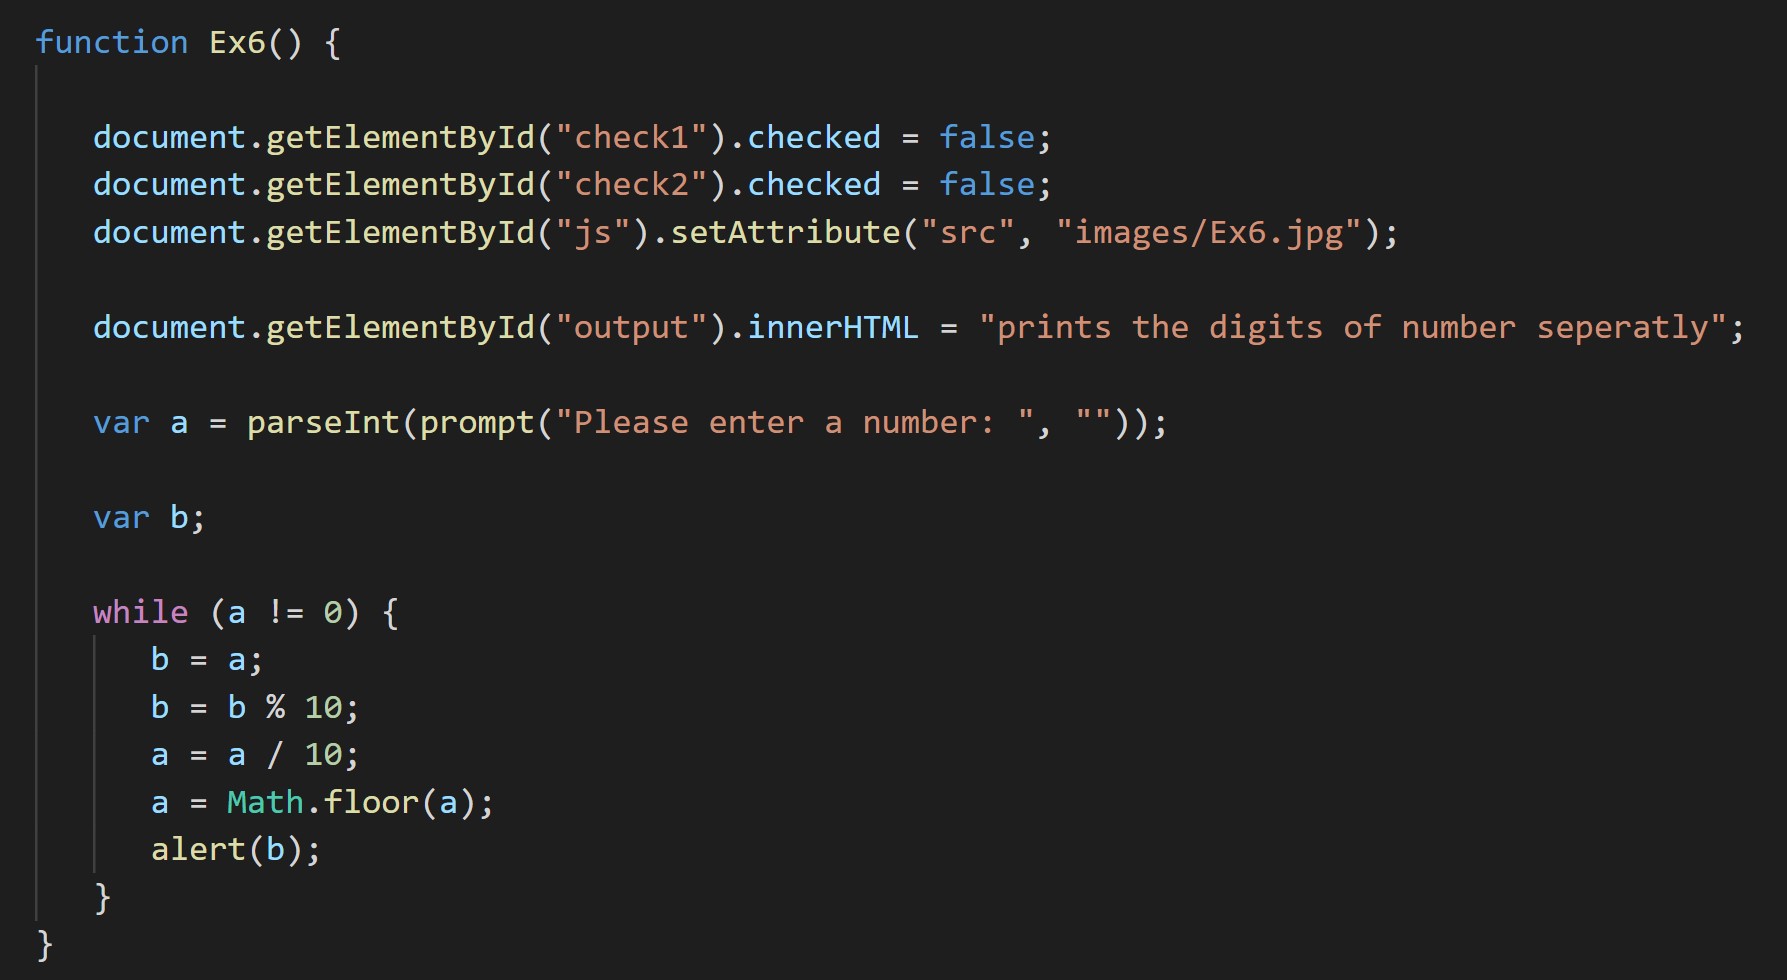 function Ex6() {
document.getElementById("check1").checked = false;
document.getElementById("check2").checked = false;
document.getElementById("js").setAttribute("src", "images/Ex6.jpg");
document.getElementById("output").innerHTML = "prints the digits of number seperatly";
var a = parseInt(prompt("Please enter a number: ", ""));
var b;
while (a != 0) {
b = a;
b = b % 10;
a = a / 10;
a = Math.floor(a);
alert(b);
}
}